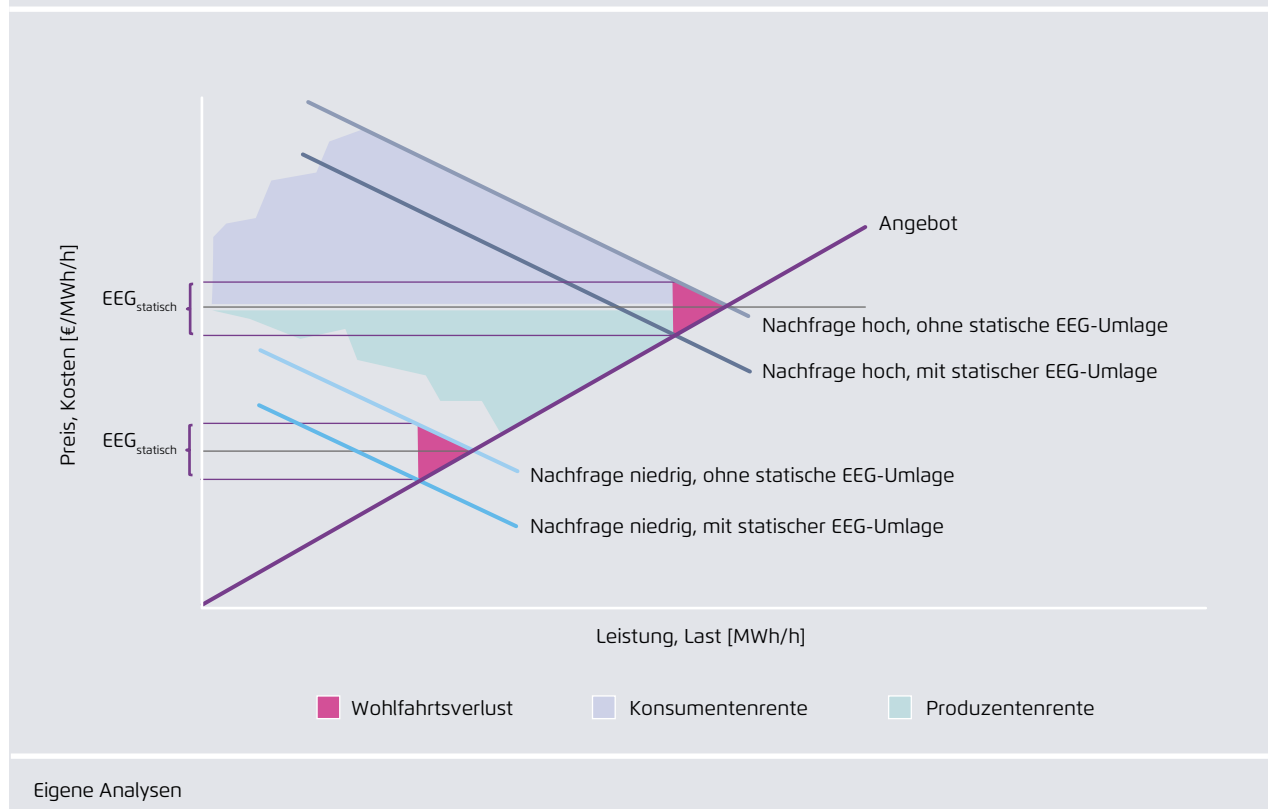 Angebot
Preis, Kosten [€/MWh/h]
EEGstatisch
Nachfrage hoch, ohne statische EEG-Umlage
Nachfrage hoch, mit statischer EEG-Umlage
EEGstatisch
Nachfrage niedrig, ohne statische EEG-Umlage
Nachfrage niedrig, mit statischer EEG-Umlage
Leistung, Last [MWh/h]
Wohlfahrtsverlust
Konsumentenrente
Produzentenrente
Eigene Analysen